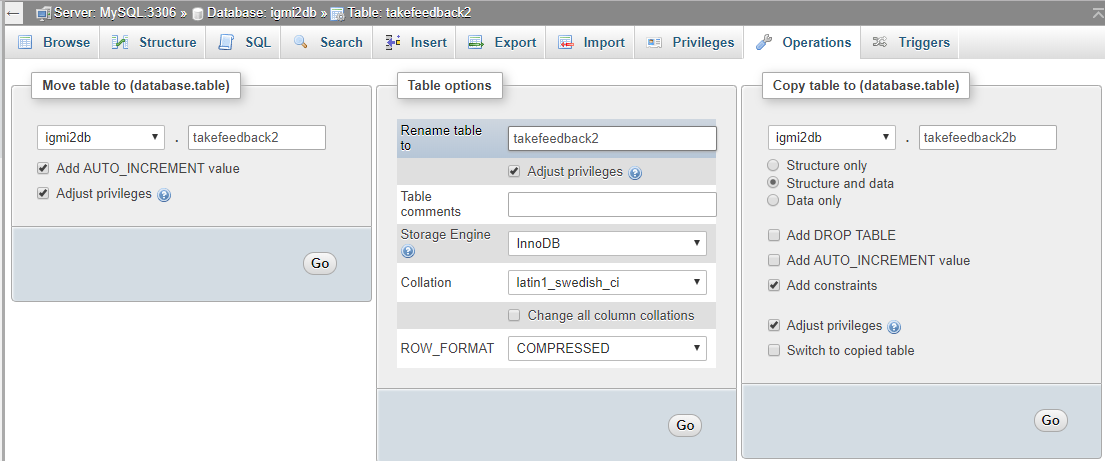 Server: MySQL:3306 » Database: igmi2db » Table: takefeedback2
Browse Structure SQL Search Insert Export Import Privileges Operations Triggers
Move table to (database.table)
igmi2db . takefeedback2
Add AUTO_INCREMENT value
Adjust privileges
Go
Table options
Rename table to
takefeedback2
Adjust privileges
Table comments
Storage Engine
InnoDB
Collation
latin1_swedish_ci
Change all column collations
ROW_FORMAT
COMPRESSED
Go
Copy table to (database.table)
igmi2db . takefeedback2b
Structure only
Structure and data
Data only
Add DROP TABLE
Add AUTO_INCREMENT value
Add constraints
Adjust privileges
Switch to copied table
Go